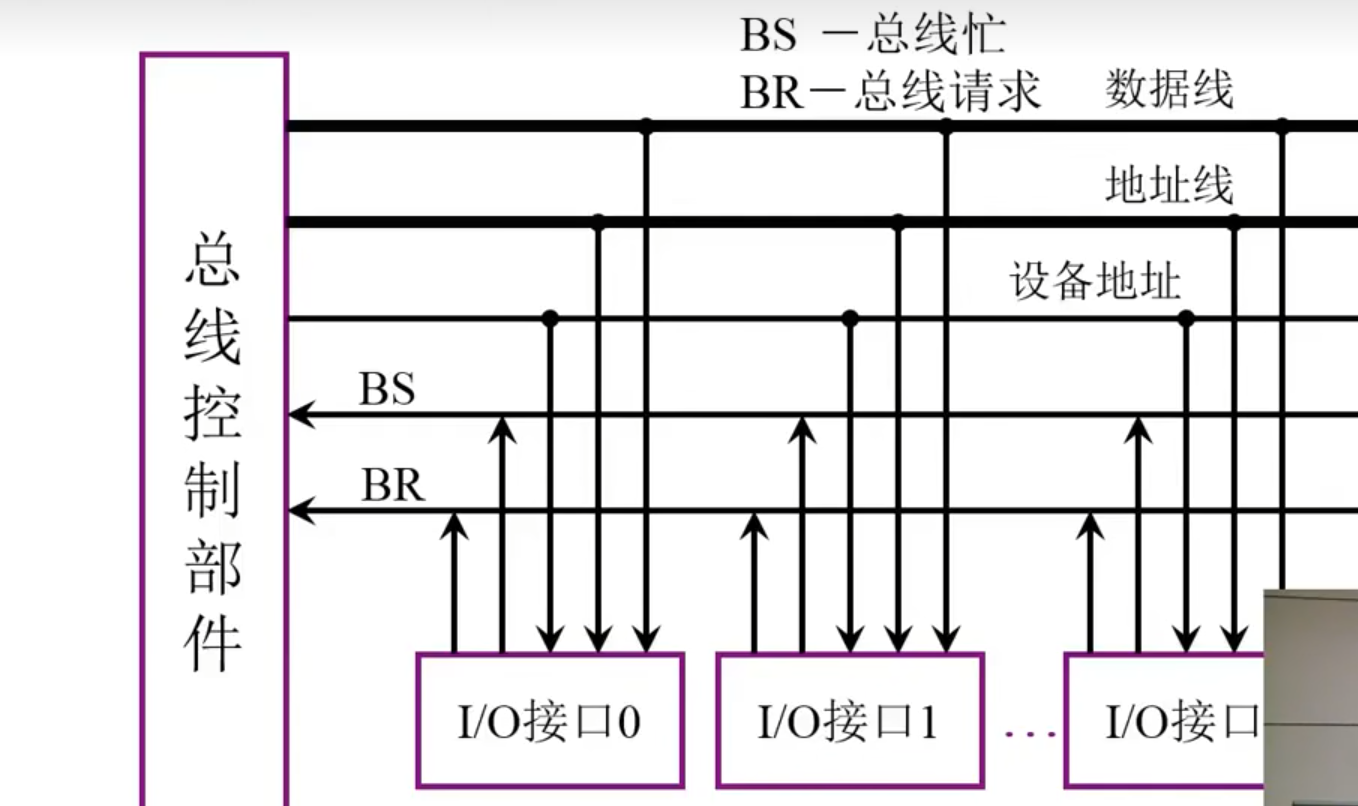 BS －总线忙
BR－总线请求
数据线
地址线
设备地址
BS
BR
总线控制部件
I/O接口0
I/O接口1
...
I/O接口